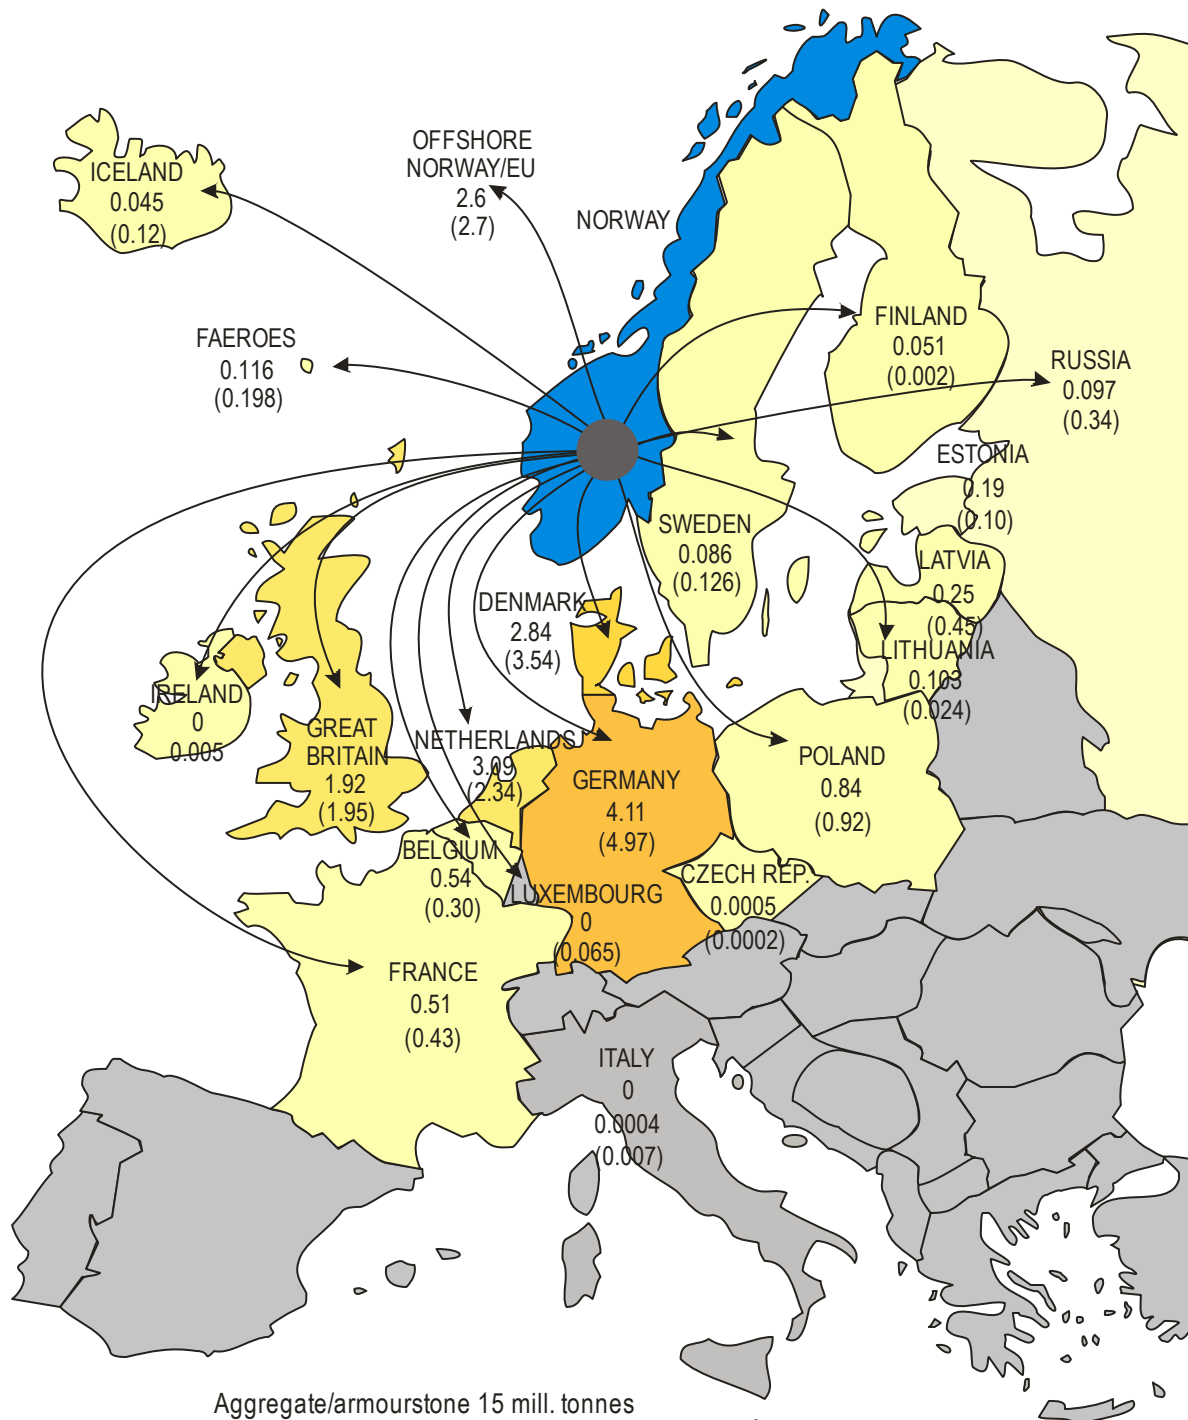 OFFSHORE
NORWAY/EU
2.6
(2.7)
ICELAND
0.045
(0.12)
NORWAY
FAEROES
0.116
(0.198)
FINLAND
0.051
(0.002)
RUSSIA
0.097
(0.34)
ESTONIA
0.19
(0.10)
SWEDEN
0.086
(0.126)
LATVIA
0.25
(0.45)
DENMARK
2.84
(3.54)
LITHUANIA
0.103
(0.024)
IRELAND
0
0.005
GREAT
BRITAIN
1.92
(1.95)
NETHERLANDS
3.09
(2.34)
GERMANY
4.11
(4.97)
POLAND
0.84
(0.92)
BELGIUM
0.54
(0.30)
LUXEMBOURG
0
(0.065)
CZECH REP.
0.0005
(0.0002)
FRANCE
0.51
(0.43)
ITALY
0
0.0004
(0.007)
Aggregate/armourstone 15 mill. tonnes